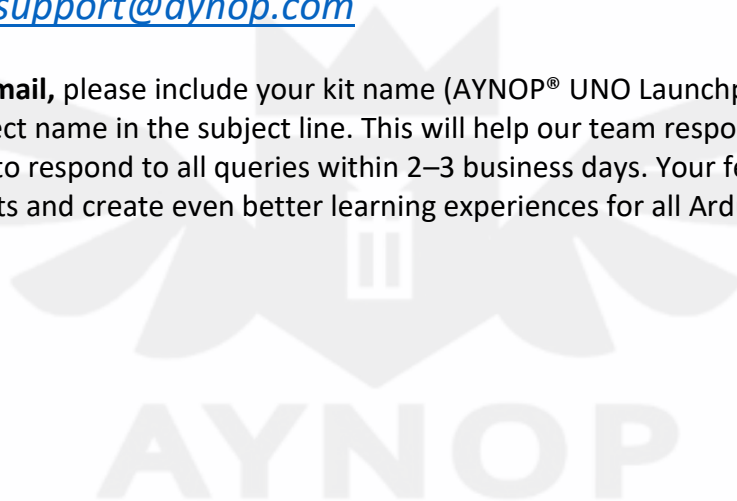 support@aynop.com
mail, please include your kit name (AYNOP® UNO Launchp
ect name in the subject line. This will help our team respo
to respond to all queries within 2–3 business days. Your fe
ts and create even better learning experiences for all Ard
AYNOP